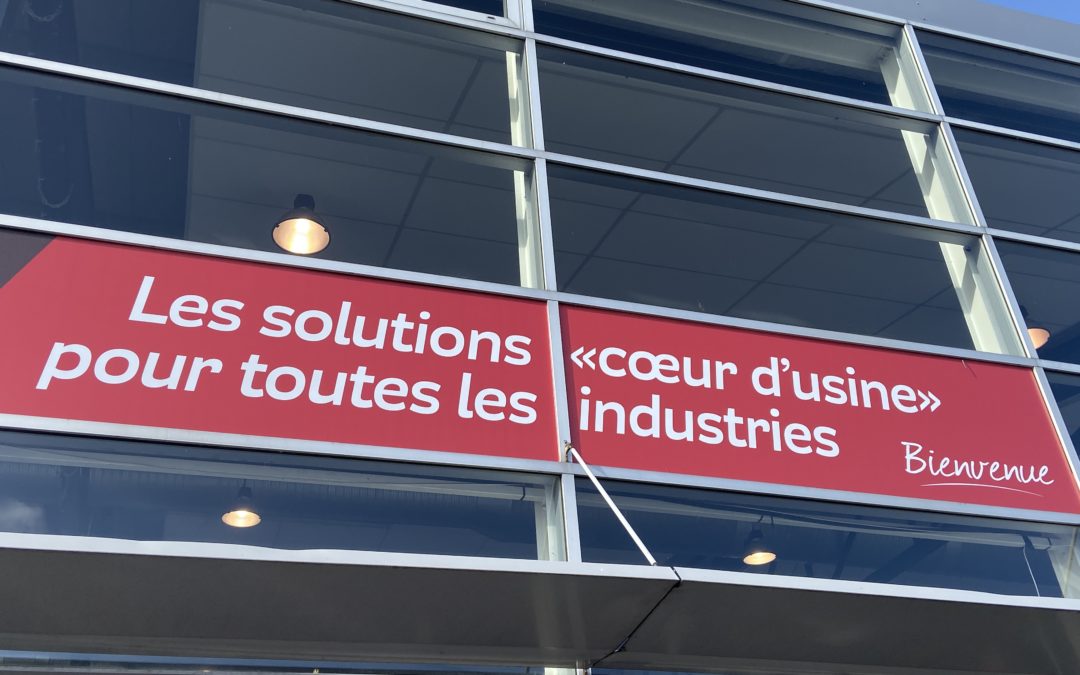 Les solutions «cœur d’usine»
pour toutes les industries
Bienvenue